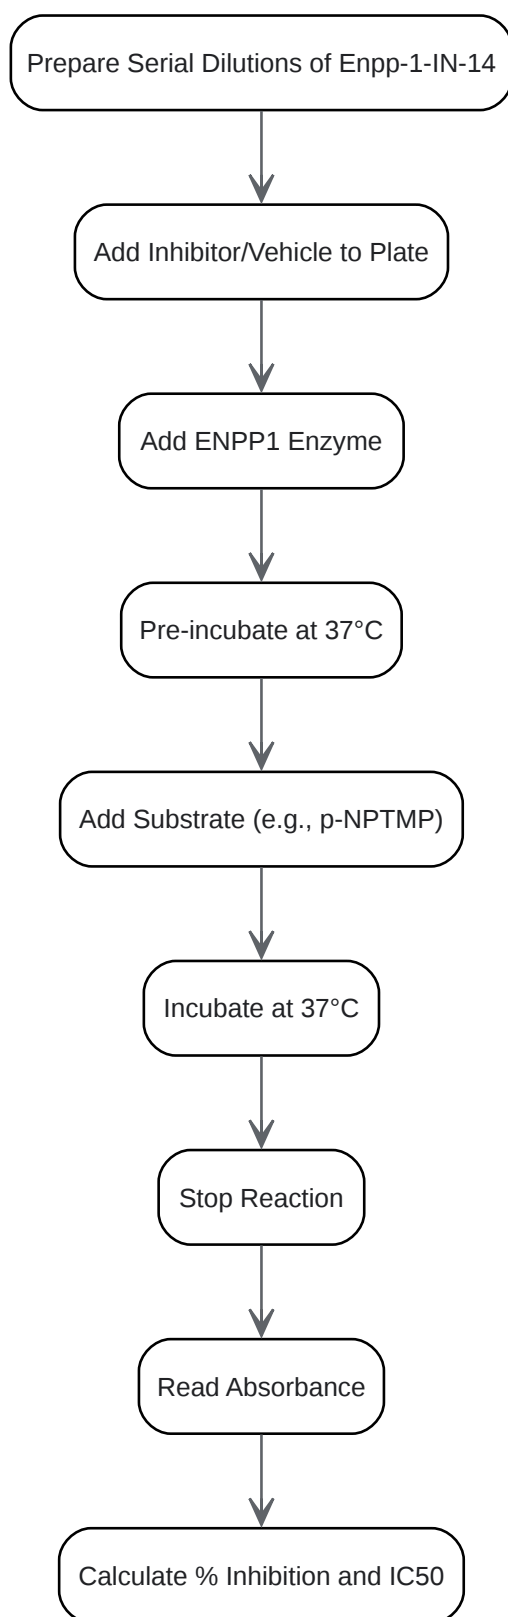 Prepare Serial Dilutions of Enpp-1-IN-14
Add Inhibitor/Vehicle to Plate
Add ENPP1 Enzyme
Pre-incubate at 37°C
Add Substrate (e.g., p-NPTMP)
Incubate at 37°C
Stop Reaction
Read Absorbance
Calculate % Inhibition and IC50